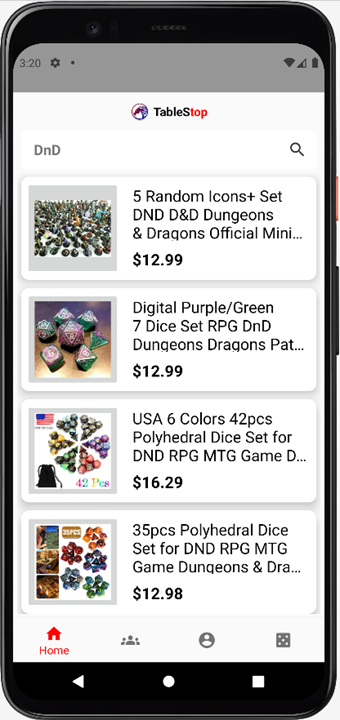 3:20
TableStop
DnD
5 Random Icons+ Set
DND D&D Dungeons
& Dragons Official Mini...
$12.99
Digital Purple/Green
7 Dice Set RPG DnD
Dungeons Dragons Pat...
$12.99
USA 6 Colors 42pcs
Polyhedral Dice Set for
DND RPG MTG Game D...
$16.29
42 Pcs
35pcs Polyhedral Dice
Set for DND RPG MTG
Game Dungeons & Dra...
$12.98
35PCS
Home